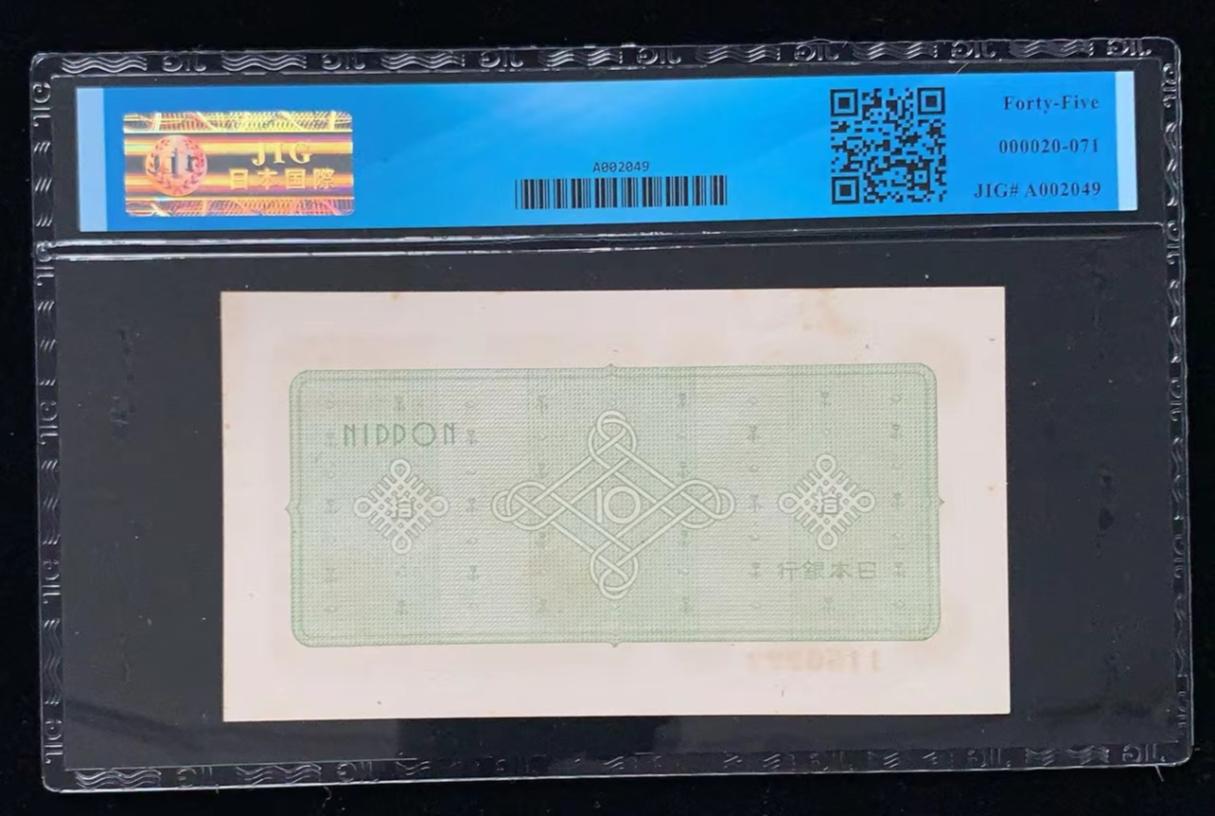 JIG
日本国際
A002049
Forty-Five
000020-071
JIG# A002049
NIPPON
10
拾
拾
行銀本日